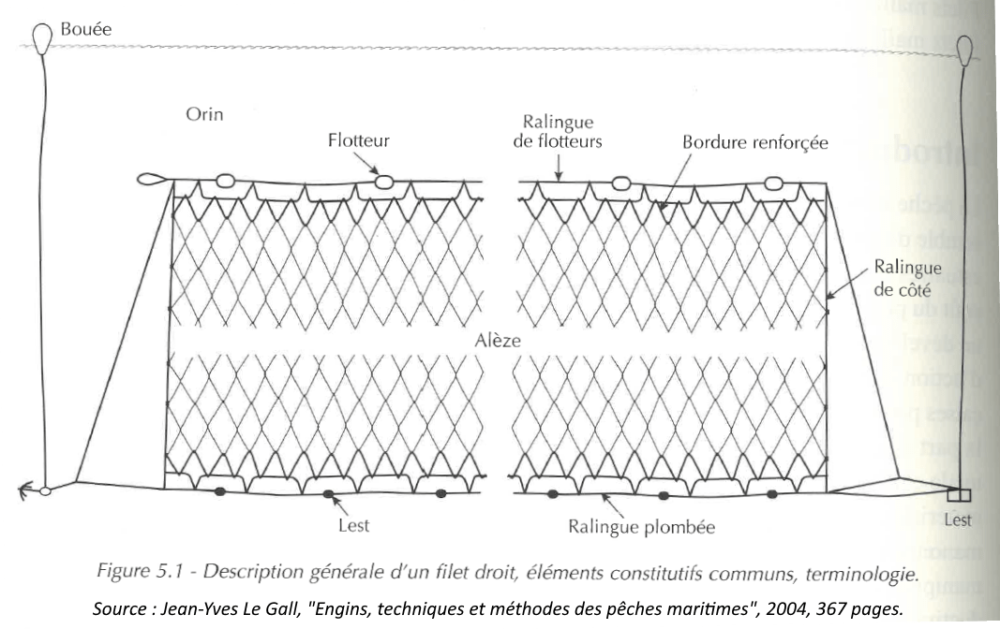 Bouée
Orin
Flotteur
Ralingue
de flotteurs
Bordure renforçée
Ralingue
de côté
Alèze
Lest
Ralingue plombée
Lest
Figure 5.1 - Description générale d'un filet droit, éléments constitutifs communs, terminologie.
Source : Jean-Yves Le Gall, "Engins, techniques et méthodes des pêches maritimes", 2004, 367 pages.